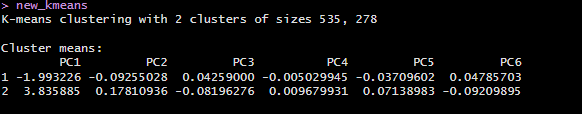 > new_kmeans
K-means clustering with 2 clusters of sizes 535, 278
Cluster means:
PC1 PC2 PC3 PC4 PC5 PC6
1 -1.993226 -0.09255028 0.04259000 -0.005029945 -0.03709602 0.04785703
2 3.835885 0.17810936 -0.08196276 0.009679931 0.07138983 -0.09209895